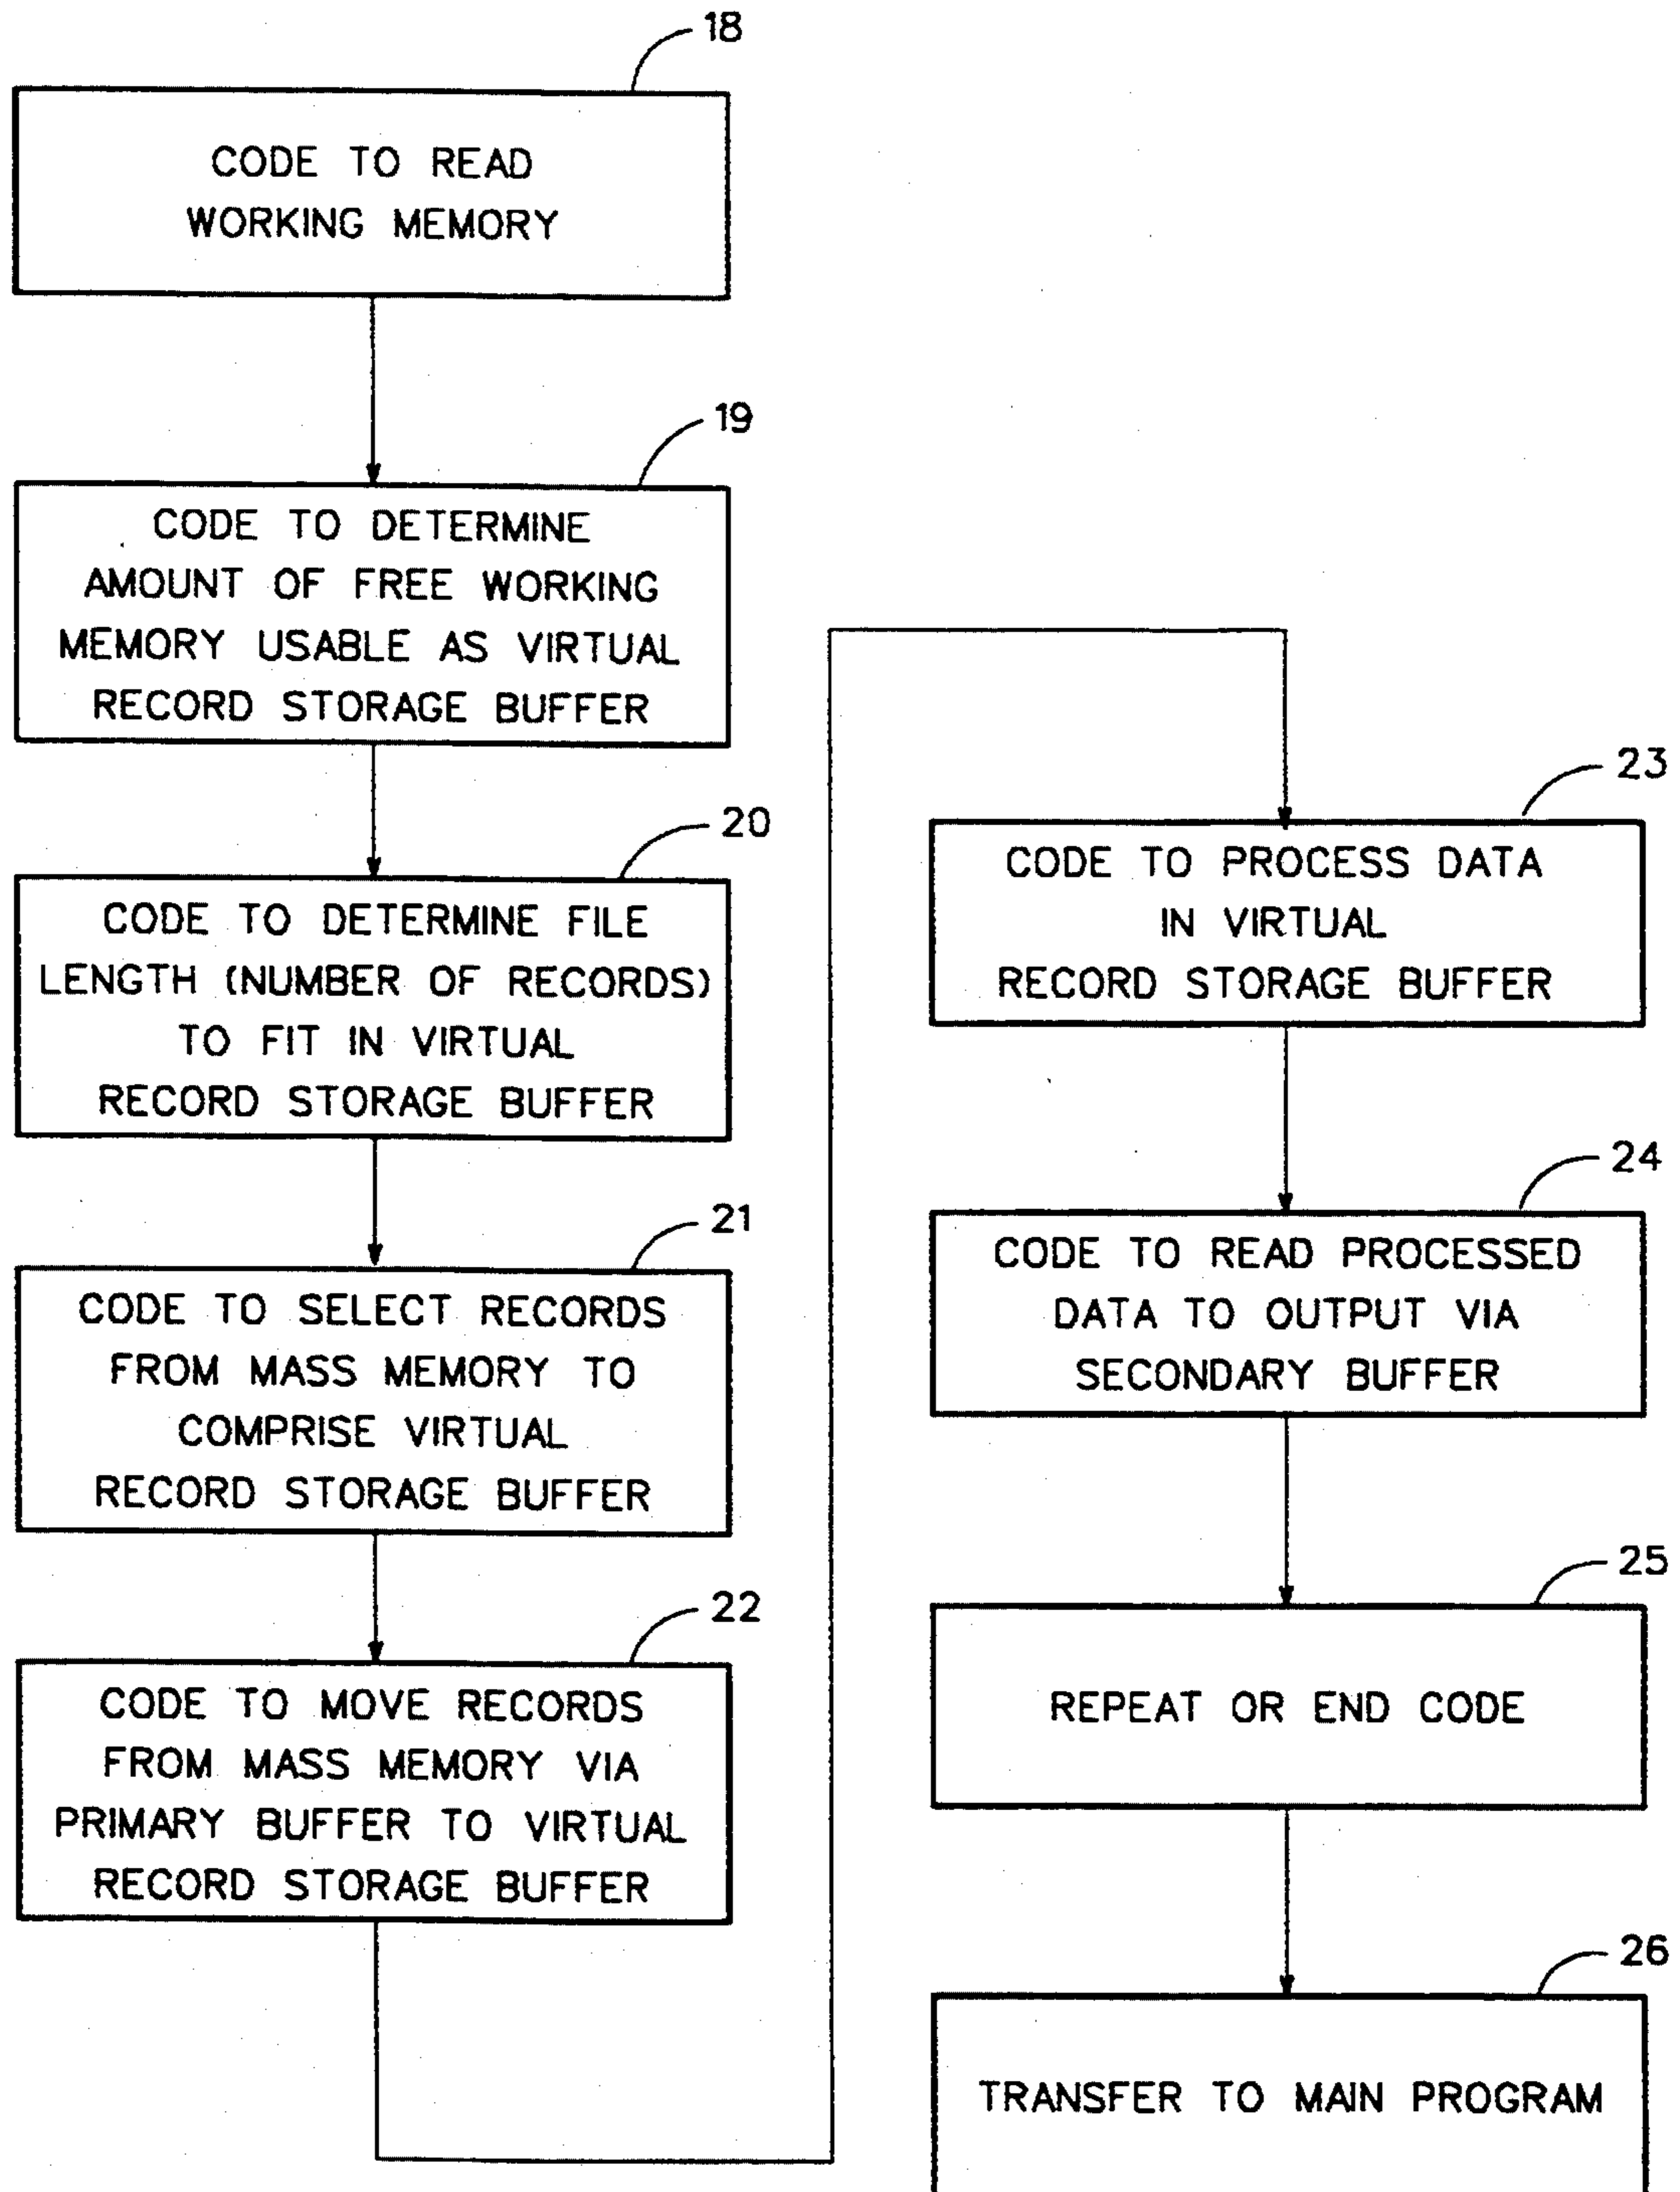 18
CODE TO READ
WORKING MEMORY
19
CODE TO DETERMINE
AMOUNT OF FREE WORKING
MEMORY USABLE AS VIRTUAL
RECORD STORAGE BUFFER
20
CODE TO DETERMINE FILE
LENGTH (NUMBER OF RECORDS)
TO FIT IN VIRTUAL
RECORD STORAGE BUFFER
21
CODE TO SELECT RECORDS
FROM MASS MEMORY TO
COMPRISE VIRTUAL
RECORD STORAGE BUFFER
22
CODE TO MOVE RECORDS
FROM MASS MEMORY VIA
PRIMARY BUFFER TO VIRTUAL
RECORD STORAGE BUFFER
23
CODE TO PROCESS DATA
IN VIRTUAL
RECORD STORAGE BUFFER
24
CODE TO READ PROCESSED
DATA TO OUTPUT VIA
SECONDARY BUFFER
25
REPEAT OR END CODE
26
TRANSFER TO MAIN PROGRAM